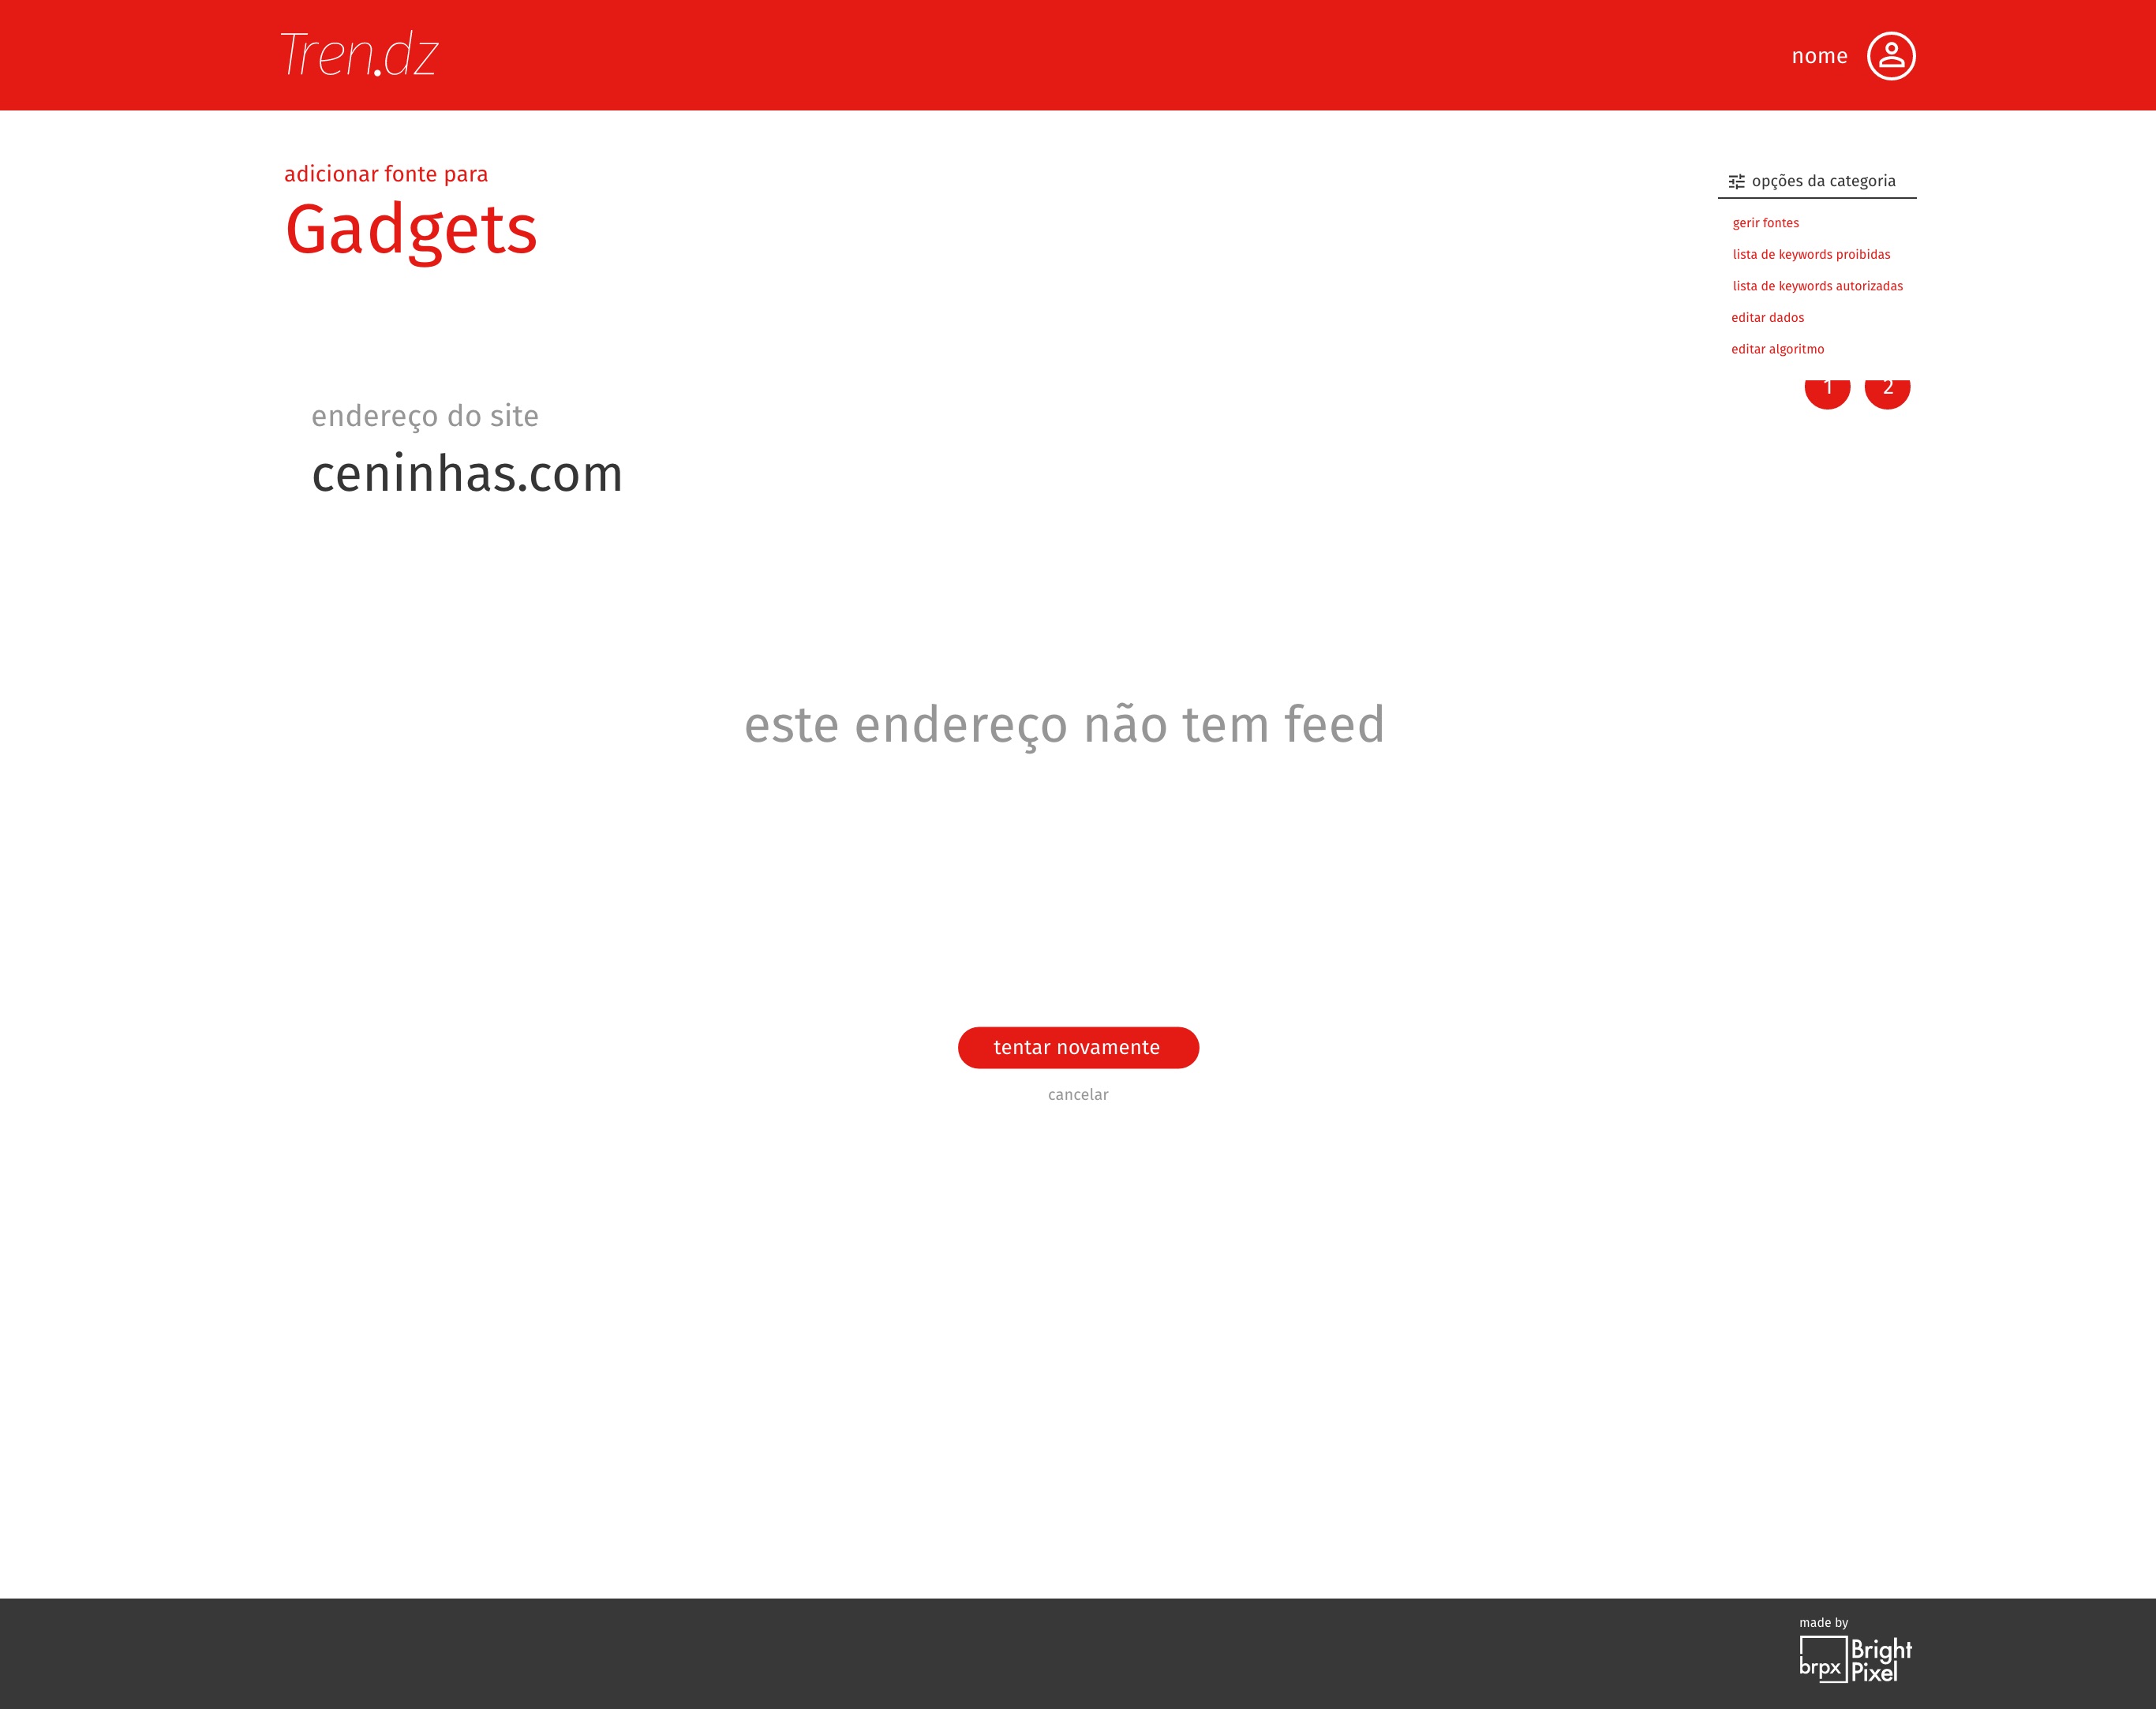 Tren.dz
nome
adicionar fonte para
Gadgets
opções da categoria
gerir fontes
lista de keywords proibidas
lista de keywords autorizadas
editar dados
editar algoritmo
1 2
endereço do site
ceninhas.com
este endereço não tem feed
tentar novamente
cancelar
made by
brpx
Bright
Pixel